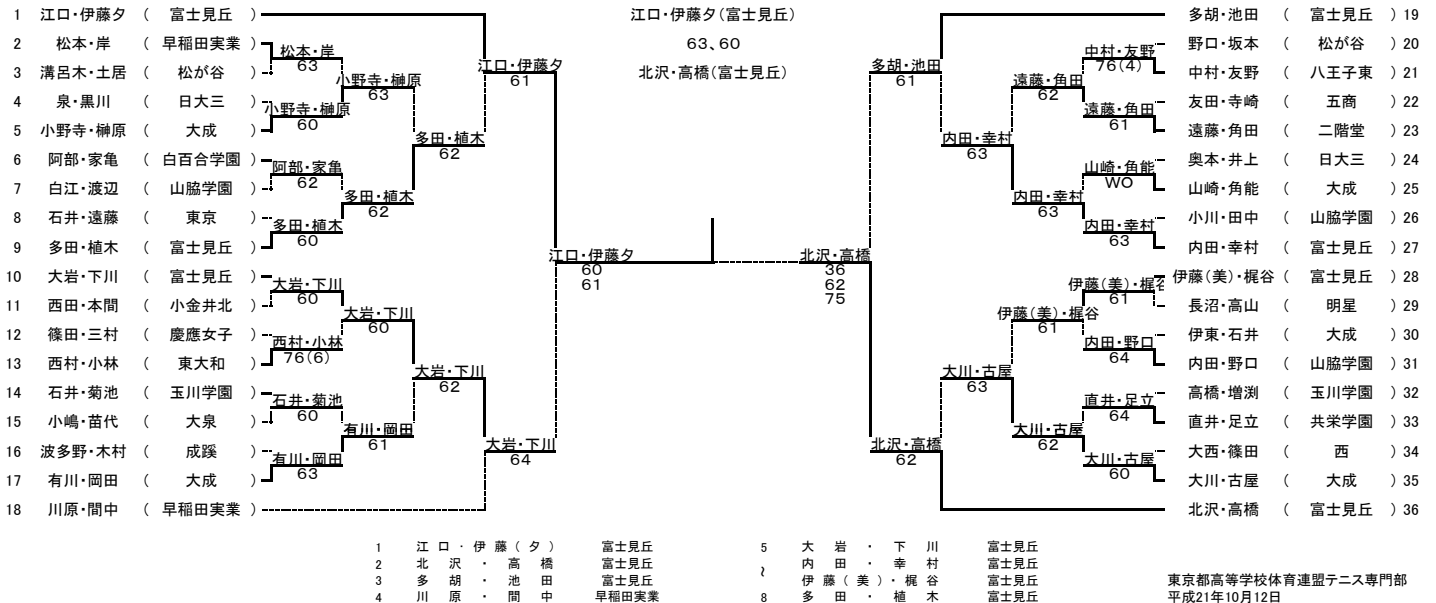 江口・伊藤夕(富士見丘)
63、60
北沢・高橋(富士見丘)
1 江口・伊藤夕 ( 富士見丘 )
2 松本・岸 ( 早稲田実業 )
3 溝呂木・土居 ( 松が谷 )
4 泉・黒川 ( 日大三 )
5 小野寺・榊原 ( 大成 )
6 阿部・家亀 ( 白百合学園 )
7 白江・渡辺 ( 山脇学園 )
8 石井・遠藤 ( 東京 )
9 多田・植木 ( 富士見丘 )
10 大岩・下川 ( 富士見丘 )
11 西田・本間 ( 小金井北 )
12 篠田・三村 ( 慶應女子 )
13 西村・小林 ( 東大和 )
14 石井・菊池 ( 玉川学園 )
15 小嶋・苗代 ( 大泉 )
16 波多野・木村 ( 成蹊 )
17 有川・岡田 ( 大成 )
18 川原・間中 ( 早稲田実業 )
松本・岸
63
小野寺・榊原
60
阿部・家亀
62
多田・植木
60
大岩・下川
60
西村・小林
76(6)
石井・菊池
60
有川・岡田
63
小野寺・榊原
63
多田・植木
62
大岩・下川
60
有川・岡田
61
多田・植木
62
大岩・下川
62
江口・伊藤夕
61
大岩・下川
64
江口・伊藤夕
60
61
北沢・高橋
36
62
75
多胡・池田
61
北沢・高橋
62
内田・幸村
63
大川・古屋
63
遠藤・角田
62
内田・幸村
63
伊藤(美)・梶谷
61
大川・古屋
62
中村・友野
76(4)
遠藤・角田
61
山崎・角能
WO
内田・幸村
63
伊藤(美)・梶谷
61
内田・野口
64
直井・足立
64
大川・古屋
60
多胡・池田 ( 富士見丘 ) 19
野口・坂本 ( 松が谷 ) 20
中村・友野 ( 八王子東 ) 21
友田・寺崎 ( 五商 ) 22
遠藤・角田 ( 二階堂 ) 23
奥本・井上 ( 日大三 ) 24
山崎・角能 ( 大成 ) 25
小川・田中 ( 山脇学園 ) 26
内田・幸村 ( 富士見丘 ) 27
伊藤(美)・梶谷 ( 富士見丘 ) 28
長沼・高山 ( 明星 ) 29
伊東・石井 ( 大成 ) 30
内田・野口 ( 山脇学園 ) 31
高橋・増渕 ( 玉川学園 ) 32
直井・足立 ( 共栄学園 ) 33
大西・篠田 ( 西 ) 34
大川・古屋 ( 大成 ) 35
北沢・高橋 ( 富士見丘 ) 36
1 江口・伊藤(夕) 富士見丘
2 北沢・高橋 富士見丘
3 多胡・池田 富士見丘
4 川原・間中 早稲田実業
5 大岩・下川 富士見丘
～ 内田・幸村 富士見丘
伊藤(美)・梶谷 富士見丘
8 多田・植木 富士見丘
東京都高等学校体育連盟テニス専門部
平成21年10月12日